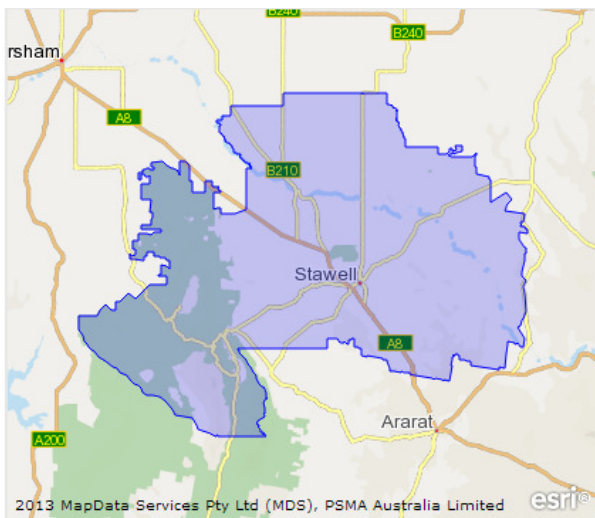 B240
B240
rsham
A8
B210
Stawell
A8
Ararat
A200
2013 MapData Services Pty Ltd (MDS), PSMA Australia Limited
esri®